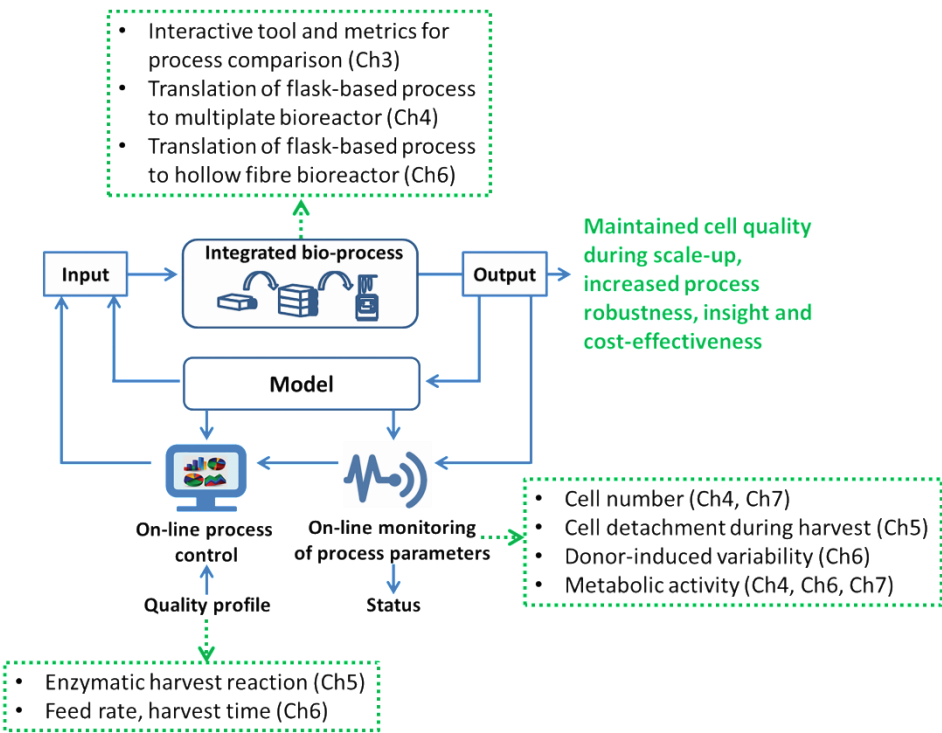 • Interactive tool and metrics for
process comparison (Ch3)
• Translation of flask-based process
to multiplate bioreactor (Ch4)
• Translation of flask-based process
to hollow fibre bioreactor (Ch6)
Input
Integrated bio-process
Output
Maintained cell quality
during scale-up,
increased process
robustness, insight and
cost-effectiveness
Model
On-line process
control
On-line monitoring
of process parameters
Quality profile
Status
• Cell number (Ch4, Ch7)
• Cell detachment during harvest (Ch5)
• Donor-induced variability (Ch6)
• Metabolic activity (Ch4, Ch6, Ch7)
• Enzymatic harvest reaction (Ch5)
• Feed rate, harvest time (Ch6)